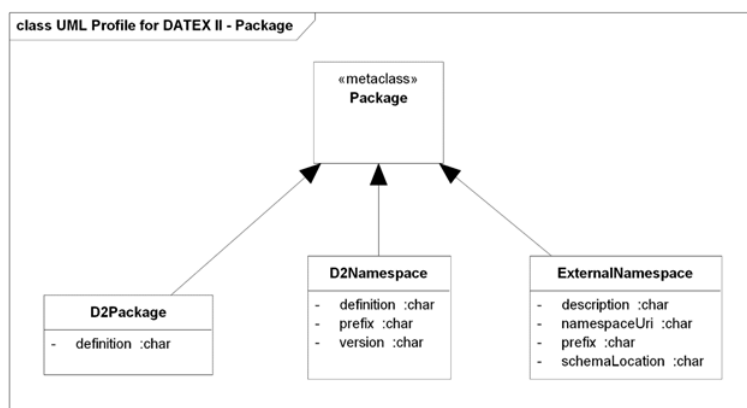 class UML Profile for DATEX II - Package
«metaclass»
Package
D2Package
- definition :char
D2Namespace
- definition :char
- prefix :char
- version :char
ExternalNamespace
- description :char
- namespaceUri :char
- prefix :char
- schemaLocation :char